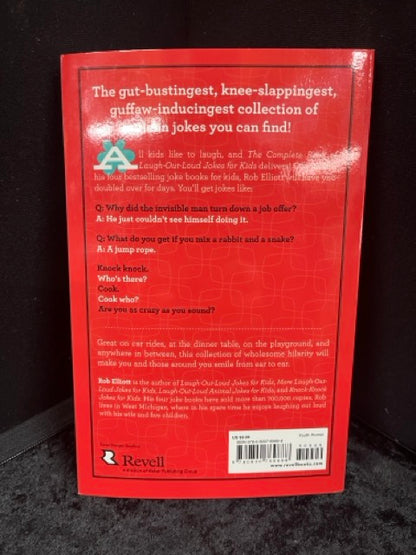 The gut-bustingest, knee-slappingest,
guffaw-inducingest collection of
jokes you can find!
All kids like to laugh, and The Complete
Laugh-Out-Loud Jokes for Kids delivers!
his four bestselling joke books for kids, Rob Elliott will have you
doubled over for days. You'll get jokes like:
Q: Why did the invisible man turn down a job offer?
A: He just couldn't see himself doing it.
Q: What do you get if you mix a rabbit and a snake?
A: A jump rope.
Knock knock.
Who's there?
Cook.
Cook who?
Are you as crazy as you sound?
Great on car rides, at the dinner table, on the playground, and
anywhere in between, this collection of wholesome hilarity will
make you and those around you smile from ear to ear.
Rob Elliott is the author of Laugh-Out-Loud Jokes for Kids, More Laugh-Out-
Loud Jokes for Kids, Laugh-Out-Loud Animal Jokes for Kids, and Knock-Knock
Jokes for Kids. His four joke books have sold more than 700,000 copies. Rob
lives in West Michigan, where in his spare time he enjoys laughing out loud
with his wife and five children.
Revell
a division of Baker Publishing Group
www.revellbooks.com